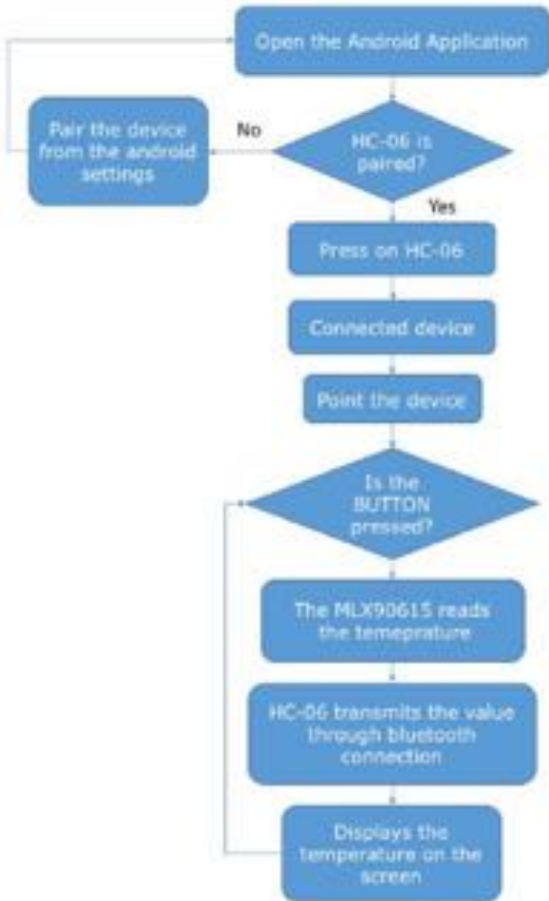 Open the Android Application
Pair the device
from the android
settings
No
HC-06 is
paired?
Yes
Press on HC-06
Connected device
Point the device
Is the
BUTTON
pressed?
The MLX90615 reads
the temeprature
HC-06 transmits the value
through bluetooth
connection
Displays the
temperature on the
screen